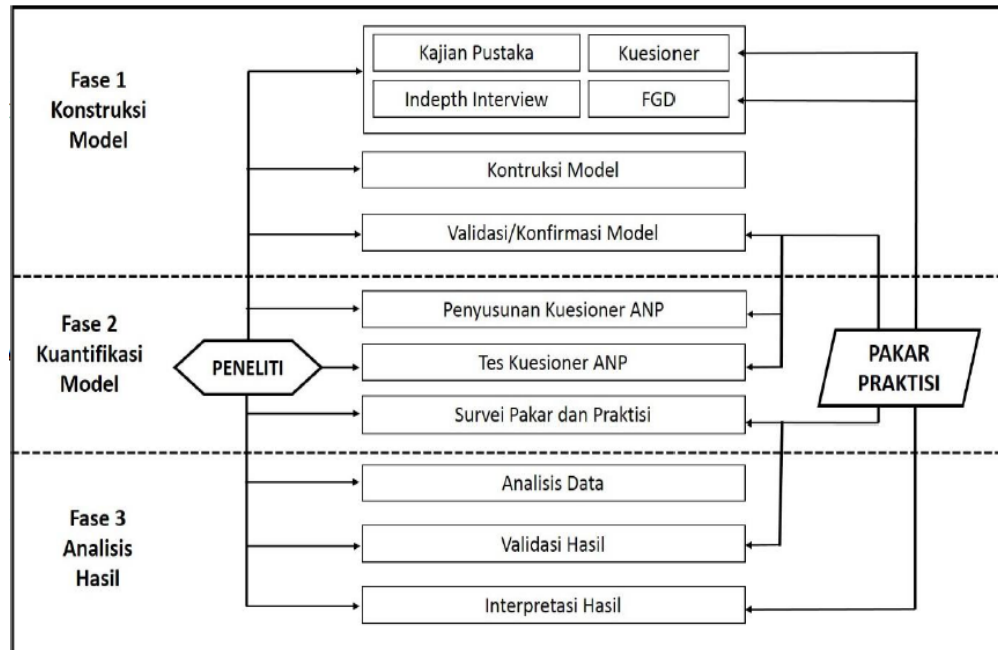 Fase 1
Konstruksi
Model
Kajian Pustaka
Kuesioner
Indepth Interview
FGD
Kontruksi Model
Validasi/Konfirmasi Model
Fase 2
Kuantifikasi
Model
PENELITI
Penyusunan Kuesioner ANP
Tes Kuesioner ANP
Survei Pakar dan Praktisi
PAKAR
PRAKTISI
Fase 3
Analisis
Hasil
Analisis Data
Validasi Hasil
Interpretasi Hasil